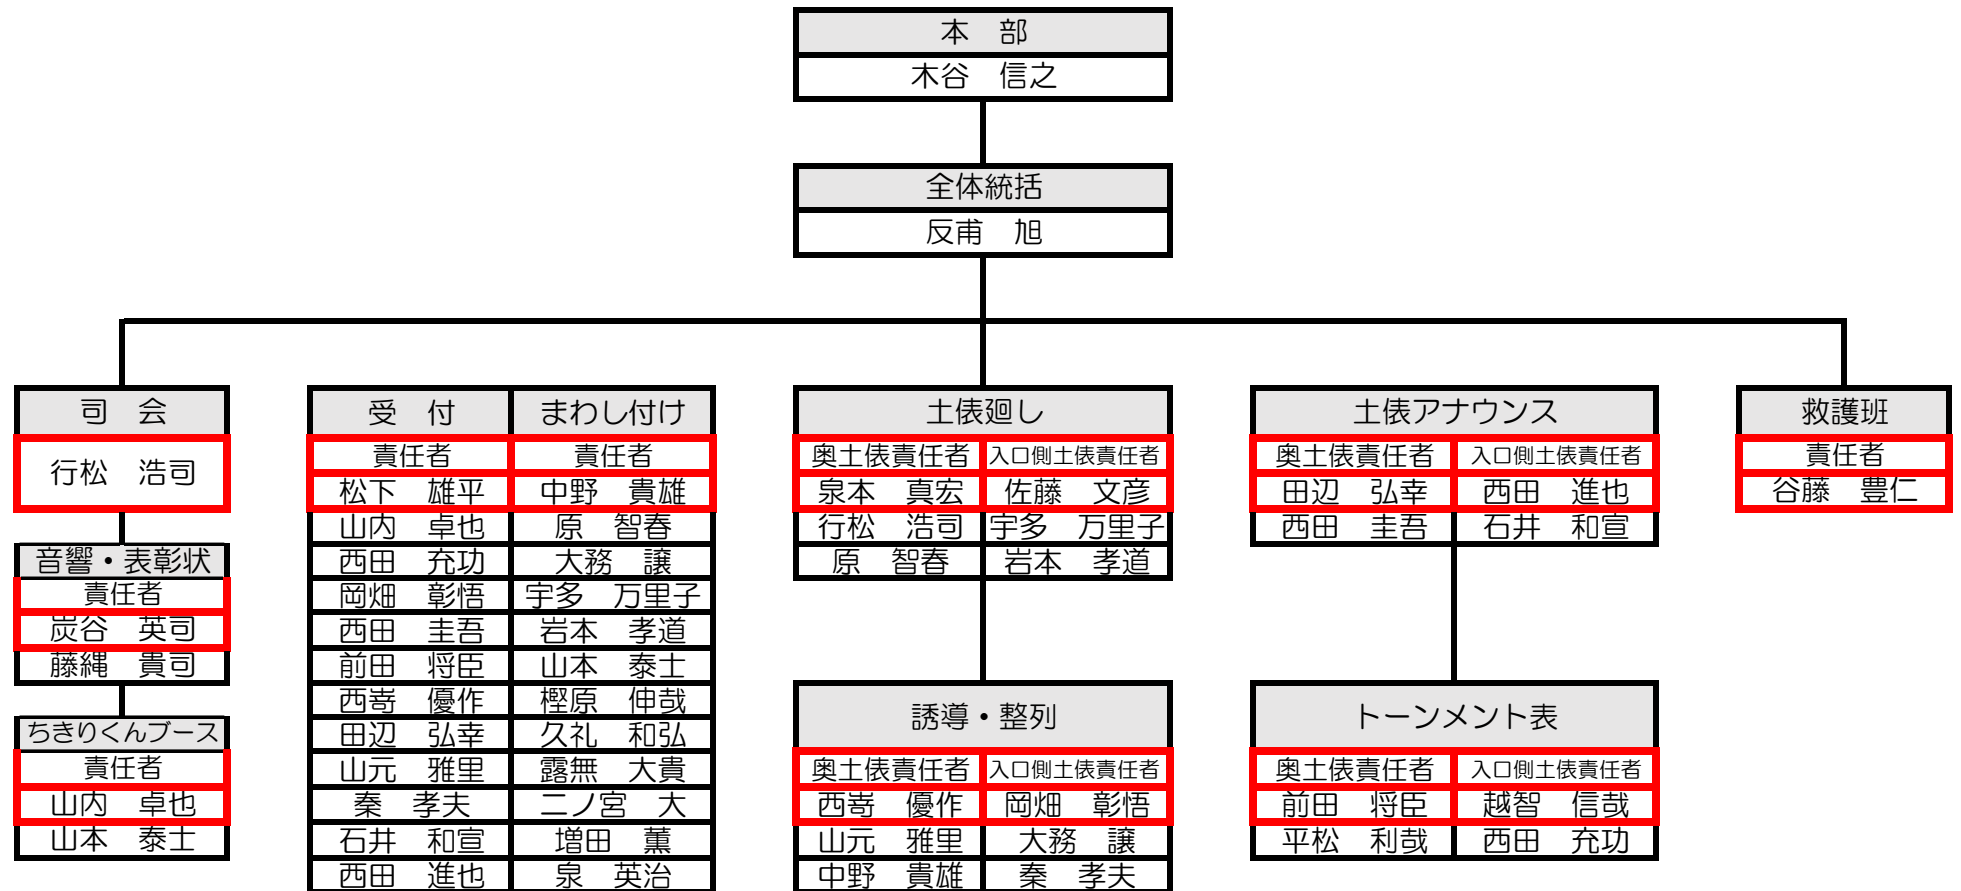 本　部
木谷　信之
全体統括
反甫　旭
司　会
行松　浩司
音響・表彰状
責任者
炭谷　英司
藤縄　貴司
ちきりくんブース
責任者
山内　卓也
山本　泰士
受　付　まわし付け
責任者　責任者
松下　雄平　中野　貴雄
山内　卓也　原　智春
西田　充功　大務　譲
岡畑　彰悟　宇多　万里子
西田　圭吾　岩本　孝道
前田　将臣　山本　泰士
西嵜　優作　樫原　伸哉
田辺　弘幸　久礼　和弘
山元　雅里　露無　大貴
秦　孝夫　二ノ宮　大
石井　和宣　増田　薫
西田　進也　泉　英治
土俵廻し
奥土俵責任者　入口側土俵責任者
泉本　真宏　佐藤　文彦
行松　浩司　宇多　万里子
原　智春　岩本　孝道
誘導・整列
奥土俵責任者　入口側土俵責任者
西嵜　優作　岡畑　彰悟
山元　雅里　大務　譲
中野　貴雄　秦　孝夫
土俵アナウンス
奥土俵責任者　入口側土俵責任者
田辺　弘幸　西田　進也
西田　圭吾　石井　和宣
トーンメント表
奥土俵責任者　入口側土俵責任者
前田　将臣　越智　信哉
平松　利哉　西田　充功
救護班
責任者
谷藤　豊仁